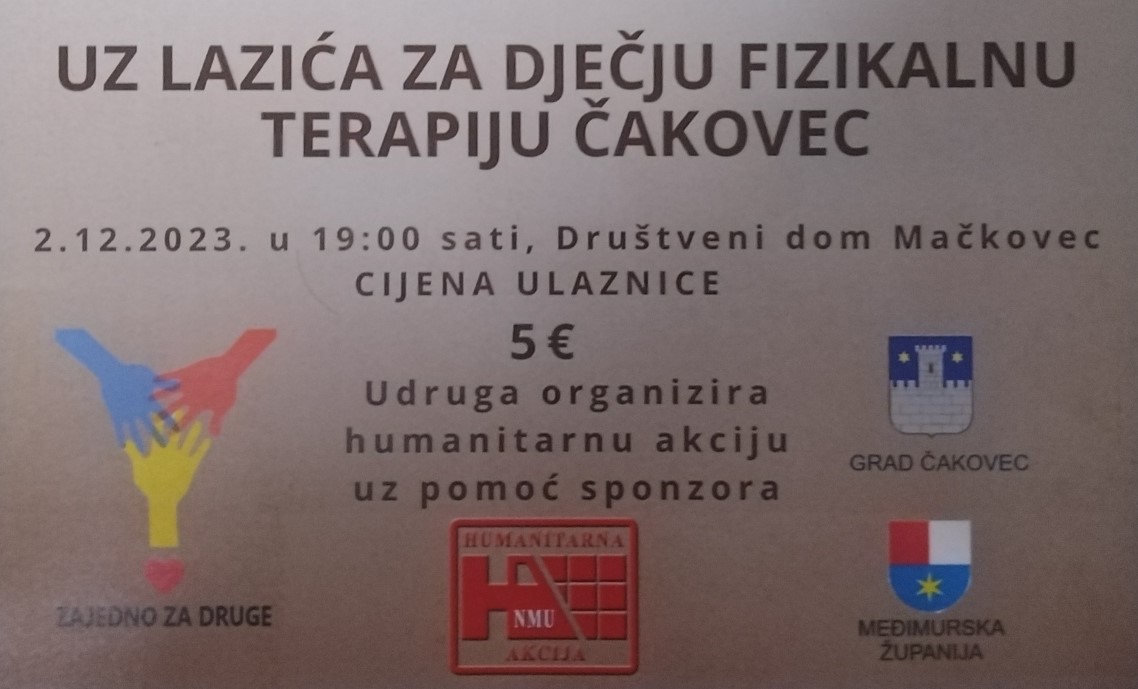 UZ LAZIĆA ZA DJEČJU FIZIKALNU
TERAPIJU ČAKOVEC
2.12.2023. u 19:00 sati, Društveni dom Mačkovec
CIJENA ULAZNICE
5 €
Udruga organizira
humanitarnu akciju
uz pomoć sponzora
ZAJEDNO ZA DRUGE
HUMANITARNA
NMU
AKCIJA
GRAD ČAKOVEC
MEĐIMURSKA
ŽUPANIJA